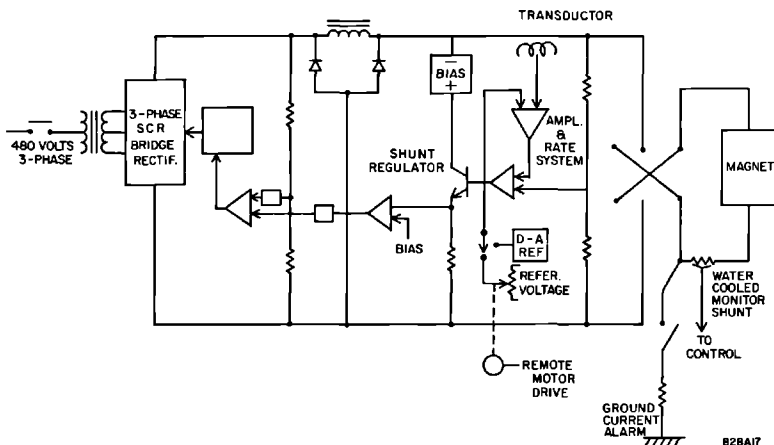 TRANSDUCTOR
BIAS
3-PHASE
SCR
BRIDGE
RECTIF.
480 VOLTS
3-PHASE
AMPL.
&
RATE
SYSTEM
SHUNT
REGULATOR
MAGNET
BIAS
D-A
REF
REFER.
VOLTAGE
WATER
COOLED
MONITOR
SHUNT
TO
CONTROL
REMOTE
MOTOR
DRIVE
GROUND
CURRENT
ALARM
828A17